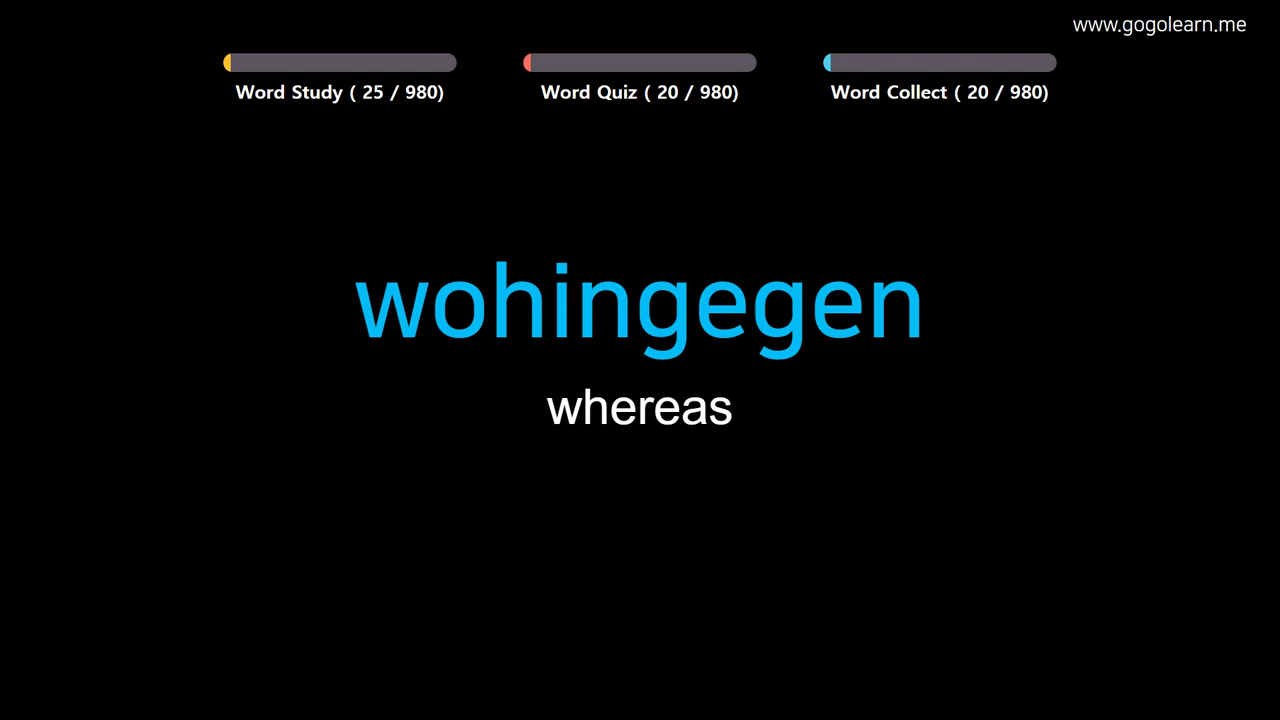 www.gogolearn.me
Word Study ( 25 / 980)
Word Quiz ( 20 / 980)
Word Collect ( 20 / 980)
wohingegen
whereas